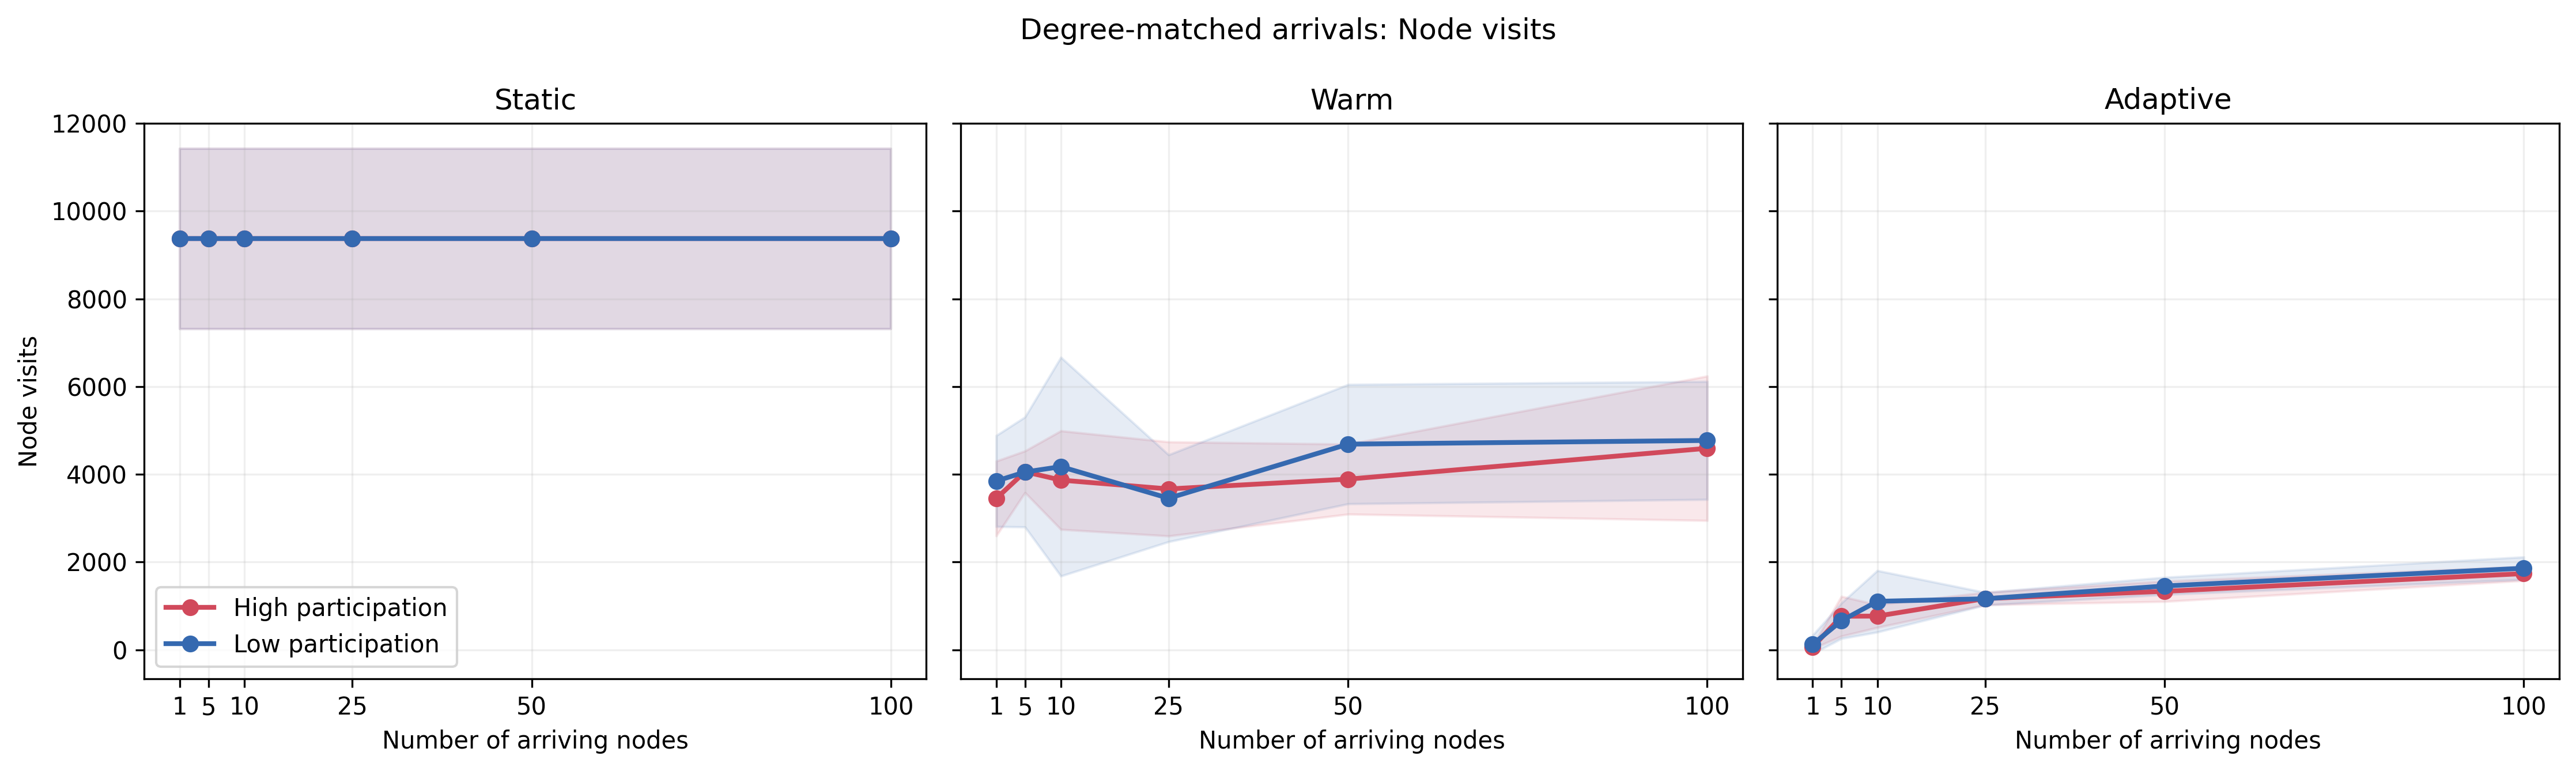 Degree-matched arrivals: Node visits
Static
Warm
Adaptive
Node visits
12000
10000
8000
6000
4000
2000
0
High participation
Low participation
1 5 10 25 50 100
1 5 10 25 50 100
1 5 10 25 50 100
Number of arriving nodes
Number of arriving nodes
Number of arriving nodes